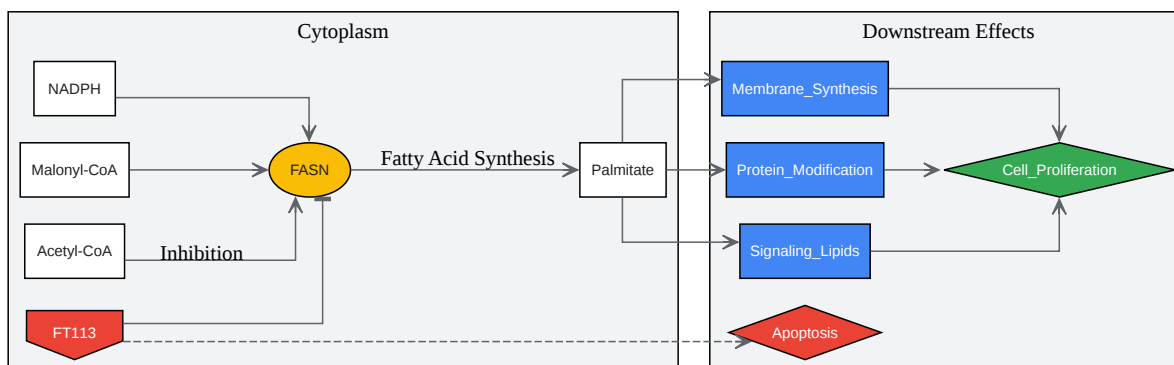 Cytoplasm
Downstream Effects
NADPH
Membrane_Synthesis
Malonyl-CoA
FASN
Fatty Acid Synthesis
Palmitate
Protein_Modification
Cell_Proliferation
Acetyl-CoA
Inhibition
Signaling_Lipids
FT113
Apoptosis